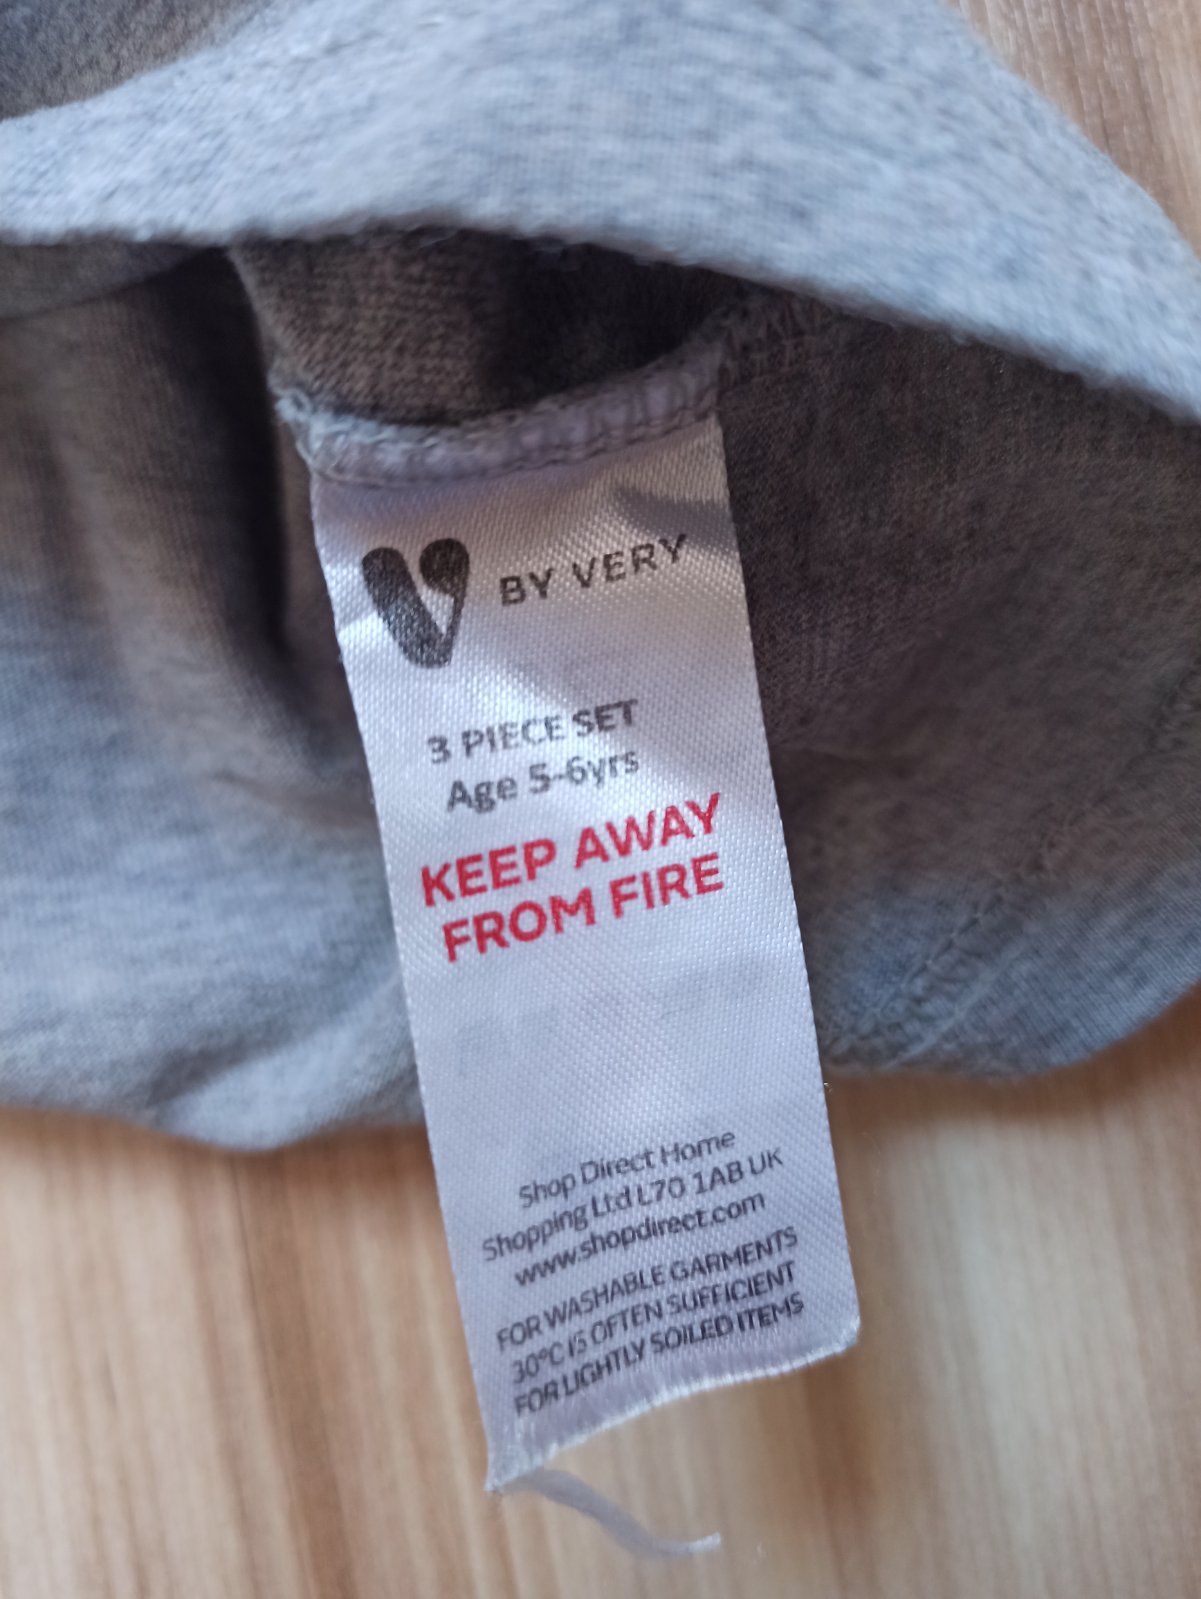 V BY VERY
3 PIECE SET
Age 5-6yrs
KEEP AWAY
FROM FIRE
Shop Direct Home
Shopping Ltd L70 1AB UK
www.shopdirect.com
FOR WASHABLE GARMENTS
30°C IS OFTEN SUFFICIENT
FOR LIGHTLY SOILED ITEMS